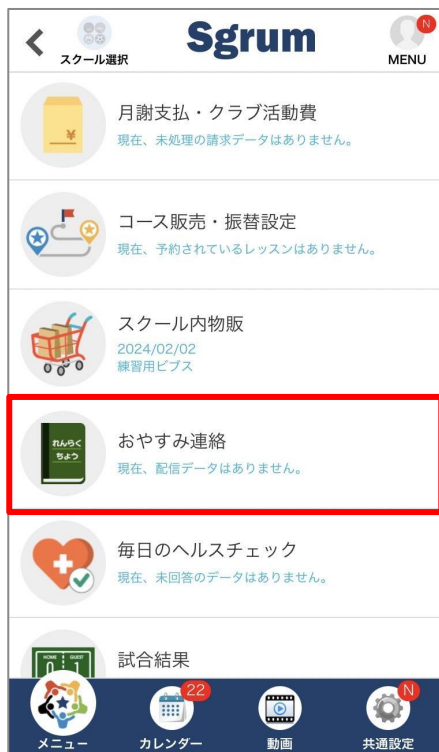 Sgrum
N
スクール選択
MENU
¥
月謝支払・クラブ活動費
現在、未処理の請求データはありません。
コース販売・振替設定
現在、予約されているレッスンはありません。
スクール内物販
2024/02/02
練習用ビブス
れんらく
ちょう
おやすみ連絡
現在、配信データはありません。
毎日のヘルスチェック
現在、未回答のデータはありません。
HOME GUEST
0 1
試合結果
22
N
メニュー
カレンダー
動画
共通設定